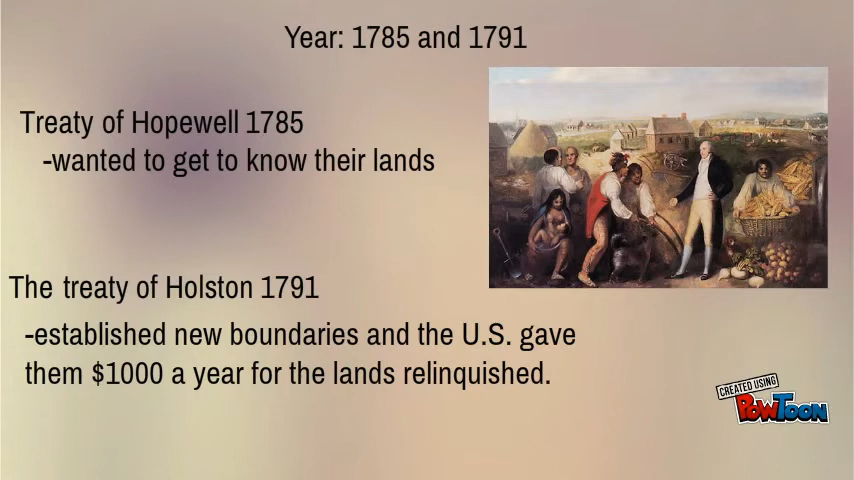 Year: 1785 and 1791
Treaty of Hopewell 1785
-wanted to get to know their lands
The treaty of Holston 1791
-established new boundaries and the U.S. gave
them $1000 a year for the lands relinquished.
CREATED USING
POWTOON